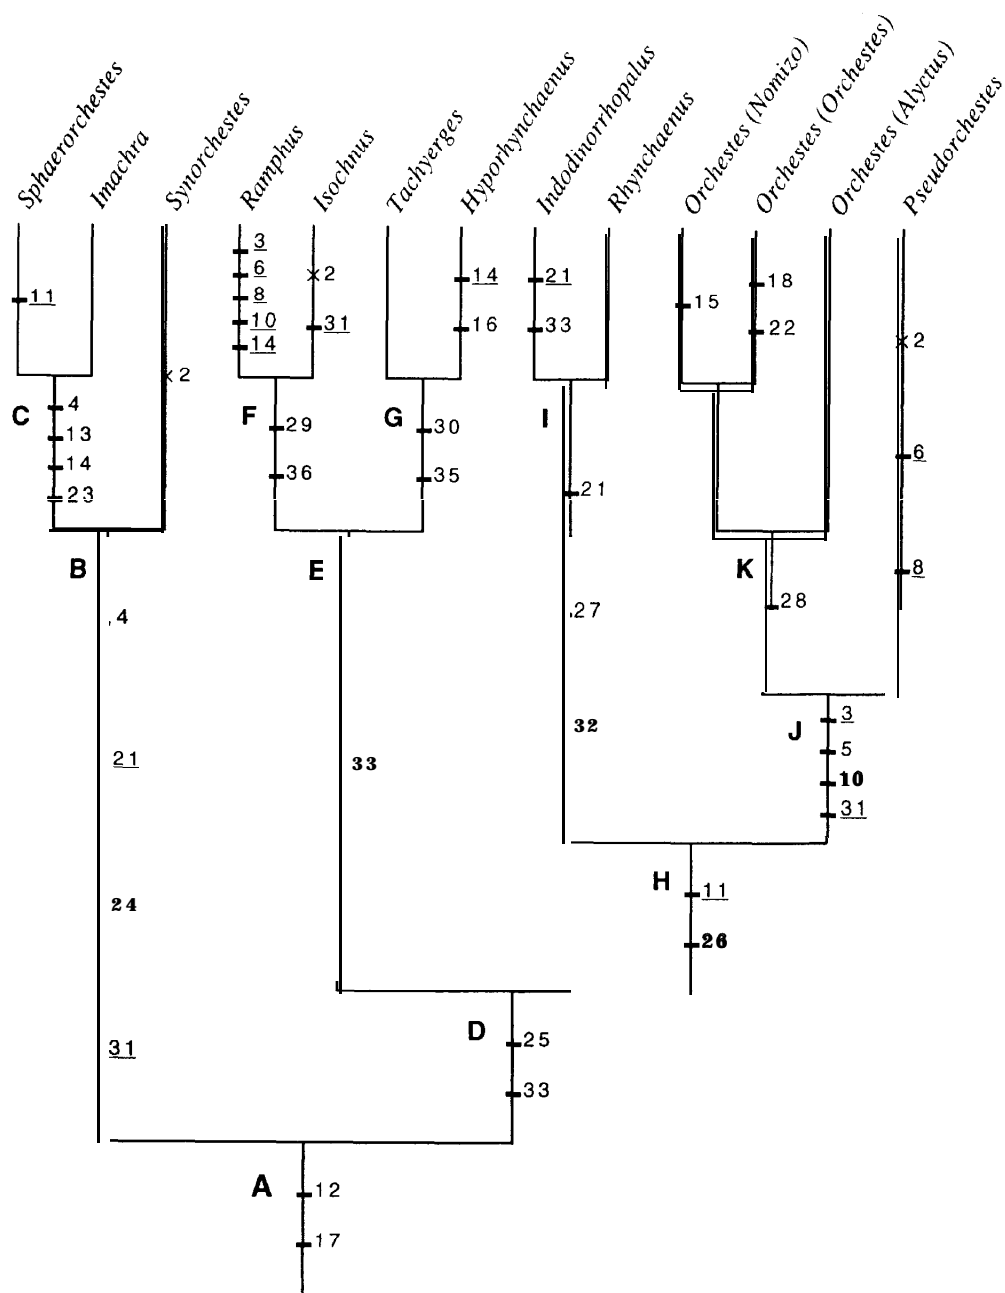 Sphaerorchestes
Imachra
Synorchestes
Ramphus
Isochnus
Tachyerges
Hyporhynchaenus
Indodinorrhopalus
Rhynchaenus
Orchestes (Nomizo)
Orchestes (Orchestes)
Orchestes (Alyctus)
Pseudorchestes
3
6
8
10
14
2
31
14
16
21
33
15
18
22
2
6
8
11
2
C
4
13
14
23
F
29
36
G
30
35
I
21
B
E
K
28
4
27
21
33
32
J
3
5
10
31
24
H
11
26
31
D
25
33
A
12
17